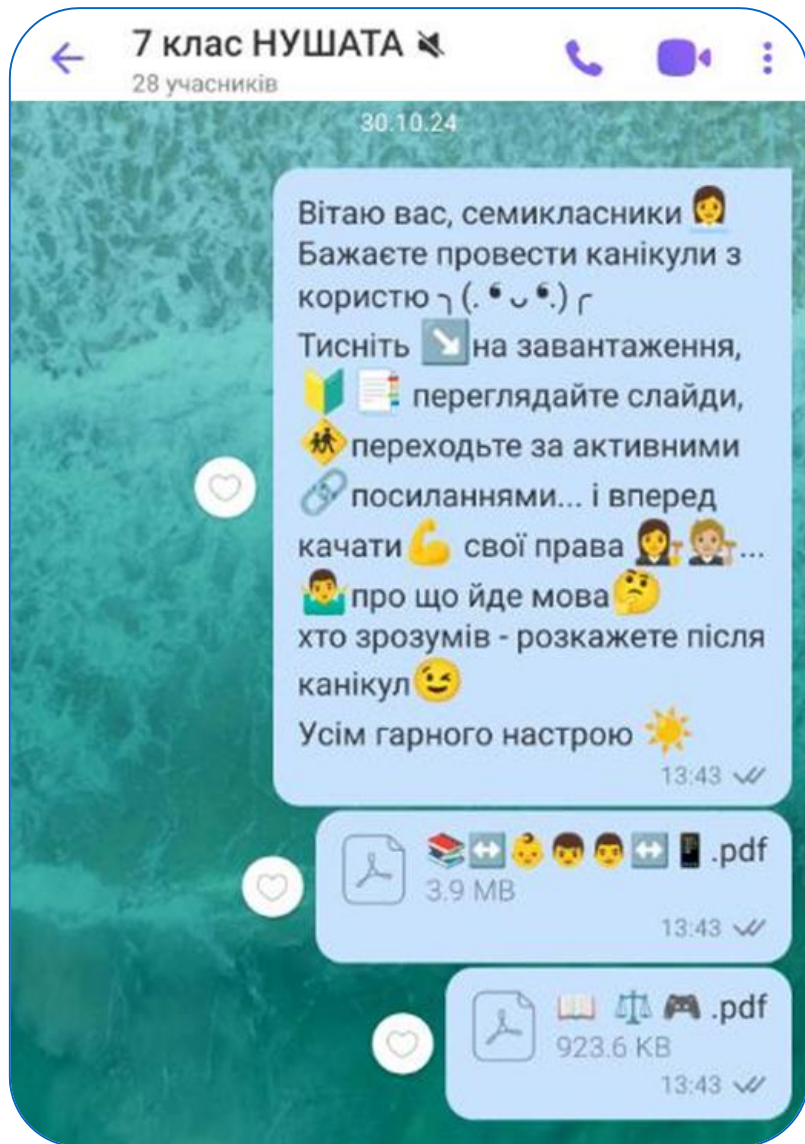 7 клас НУШАТА 🔇
28 учасників
30.10.24
Вітаю вас, семикласники👩‍💼
Бажаєте провести канікули з
користю ╮(. ❛ ᴗ ❛.) ╭
Тисніть ↘️на завантаження,
🔰 📑 переглядайте слайди,
🚸переходьте за активними
🔗посиланнями... і вперед
качати💪 свої права 👩‍⚖️🧑🏼‍⚖️...
🤷‍♂️про що йде мова🤔
хто зрозумів - розкажете після
канікул😉
Усім гарного настрою ☀️
13:43
📚↔️👶👦👨↔️📱.pdf
3.9 MB
13:43
📖 ⚖️ 🎮 .pdf
923.6 KB
13:43